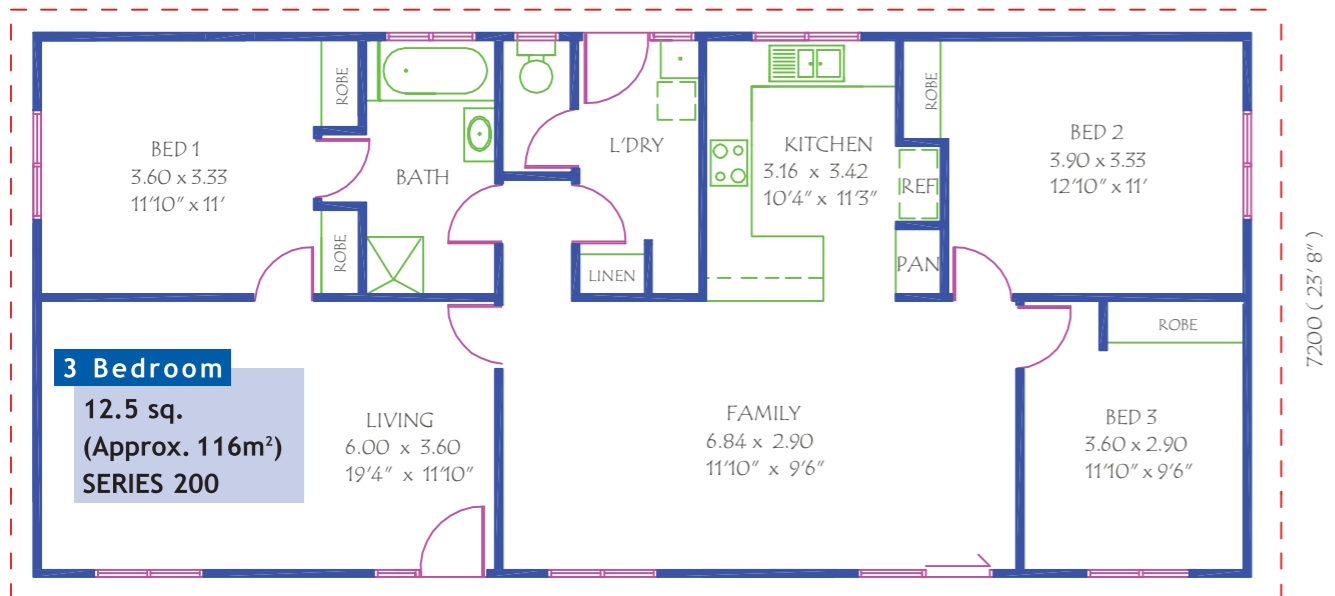 ROBE
ROBE
BED 1
3.60 x 3.33
11'10" x 11'
BATH
ROBE
L'DRY
LINEN
KITCHEN
3.16 x 3.42
10'4" x 11'3"
REF
PAN
BED 2
3.90 x 3.33
12'10" x 11'
7200 ( 23' 8" )
3 Bedroom
12.5 sq.
(Approx. 116m²)
SERIES 200
LIVING
6.00 x 3.60
19'4" x 11'10"
FAMILY
6.84 x 2.90
11'10" x 9'6"
ROBE
BED 3
3.60 x 2.90
11'10" x 9'6"